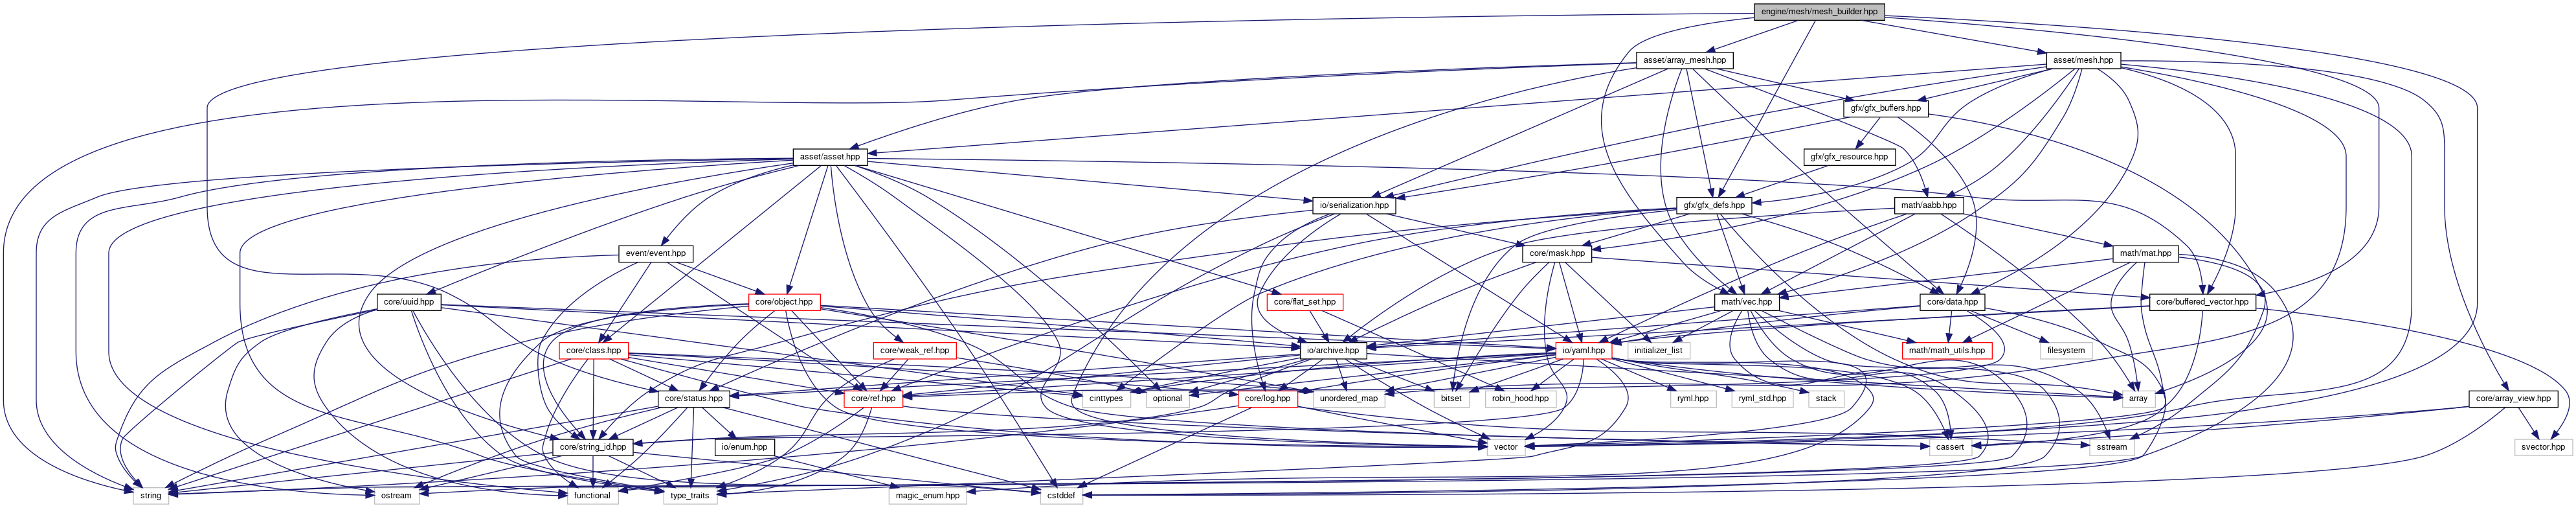 engine/mesh/mesh_builder.hpp
asset/array_mesh.hpp
asset/mesh.hpp
gfx/gfx_buffers.hpp
asset/asset.hpp
gfx/gfx_resource.hpp
io/serialization.hpp
gfx/gfx_defs.hpp
math/aabb.hpp
event/event.hpp
core/mask.hpp
math/mat.hpp
core/uuid.hpp
core/object.hpp
core/flat_set.hpp
math/vec.hpp
core/data.hpp
core/buffered_vector.hpp
core/class.hpp
core/weak_ref.hpp
io/archive.hpp
io/yaml.hpp
initializer_list
math/math_utils.hpp
filesystem
core/status.hpp
core/ref.hpp
cinttypes
optional
core/log.hpp
unordered_map
bitset
robin_hood.hpp
ryml.hpp
ryml_std.hpp
stack
array
core/array_view.hpp
core/string_id.hpp
io/enum.hpp
vector
cassert
sstream
svector.hpp
string
ostream
functional
type_traits
magic_enum.hpp
cstddef